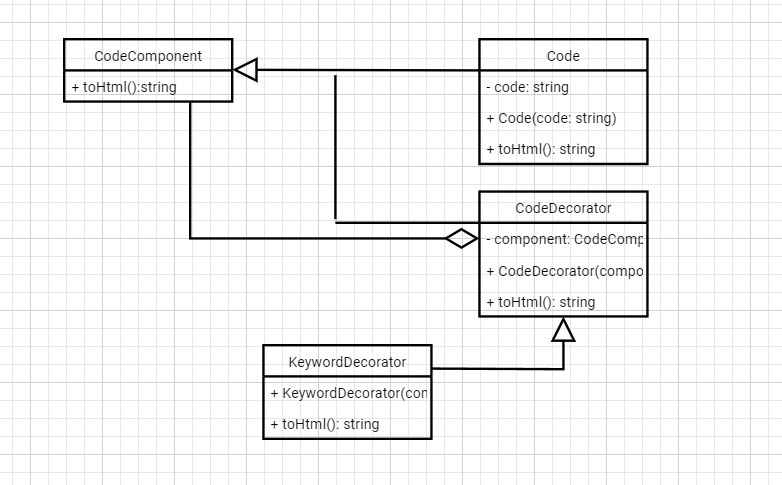 CodeComponent
+ toHtml():string
Code
- code: string
+ Code(code: string)
+ toHtml(): string
CodeDecorator
- component: CodeComp
+ CodeDecorator(compo
+ toHtml(): string
KeywordDecorator
+ KeywordDecorator(con
+ toHtml(): string